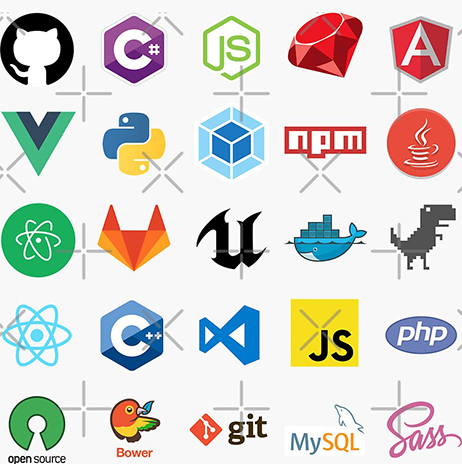 C#
JS
A
npm
C++
JS
php
open source
Bower
git
MySQL
Sass